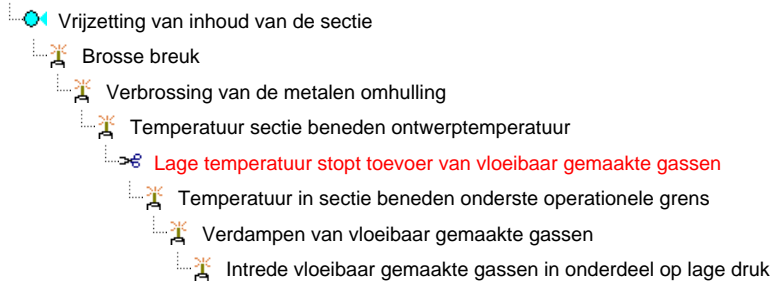 Vrijzetting van inhoud van de sectie
Brosse breuk
Verbrossing van de metalen omhulling
Temperatuur sectie beneden ontwerptemperatuur
Lage temperatuur stopt toevoer van vloeibaar gemaakte gassen
Temperatuur in sectie beneden onderste operationele grens
Verdampen van vloeibaar gemaakte gassen
Intrede vloeibaar gemaakte gassen in onderdeel op lage druk